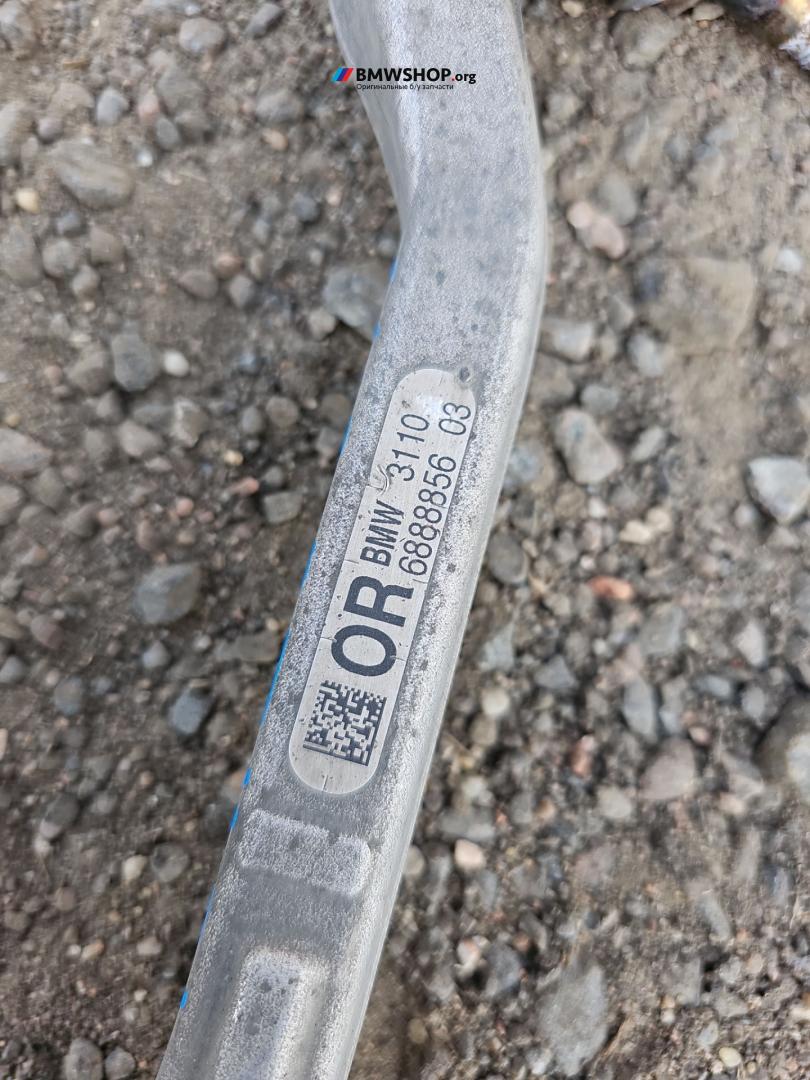 BMWSHOP.org
Оригинальные б/у запчасти
OR
BMW 3110
6888856 03